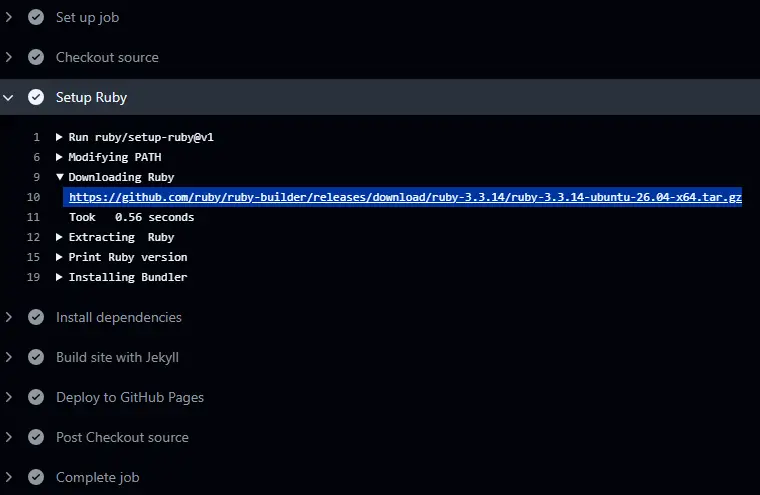 Set up job
Checkout source
Setup Ruby
1 Run ruby/setup-ruby@v1
6 Modifying PATH
9 Downloading Ruby
10 https://github.com/ruby/ruby-builder/releases/download/ruby-3.3.14/ruby-3.3.14-ubuntu-26.04-x64.tar.gz
11 Took 0.56 seconds
12 Extracting Ruby
15 Print Ruby version
19 Installing Bundler
Install dependencies
Build site with Jekyll
Deploy to GitHub Pages
Post Checkout source
Complete job